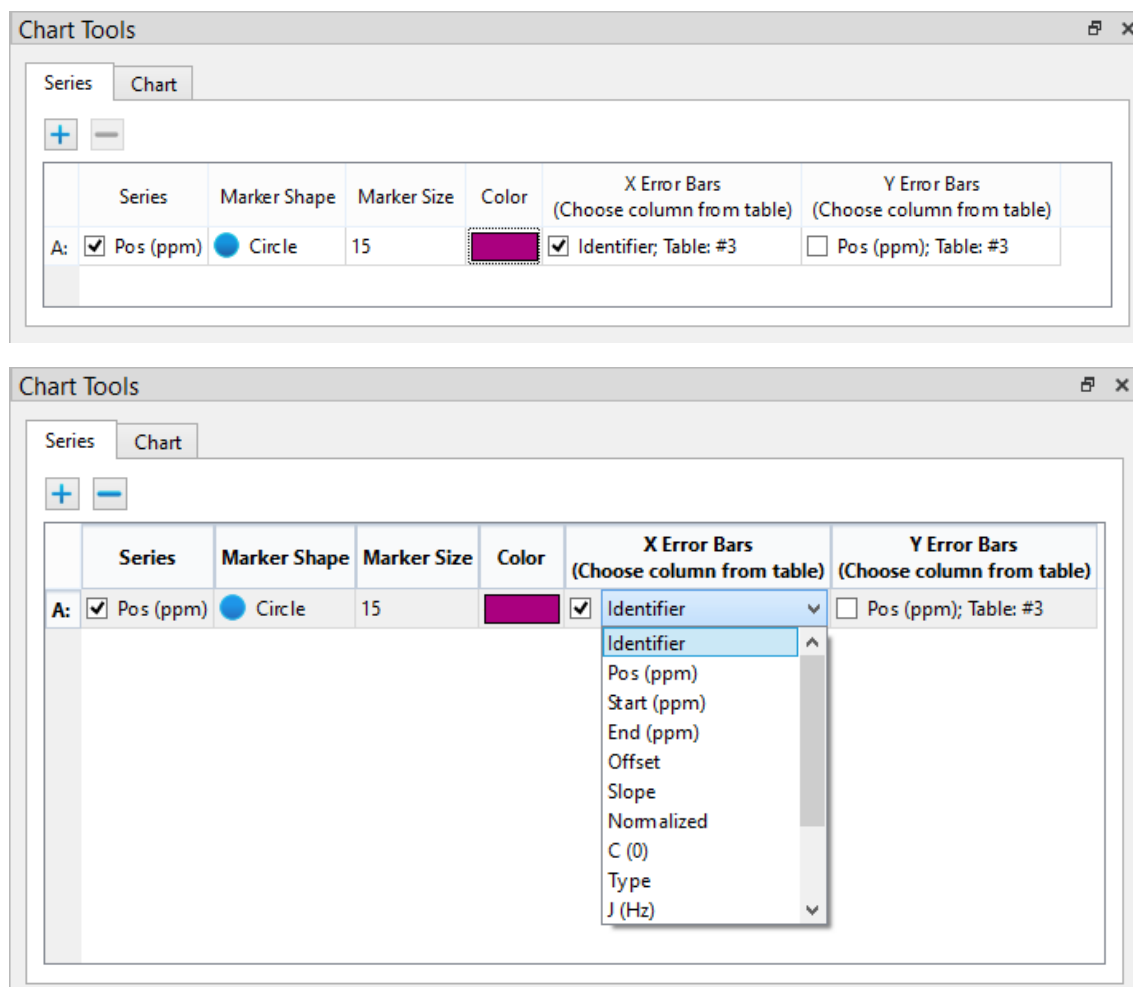 Chart Tools
Series Chart
Series Marker Shape Marker Size Color X Error Bars (Choose column from table) Y Error Bars (Choose column from table)
A: Pos (ppm) Circle 15 Identifier; Table: #3 Pos (ppm); Table: #3
Chart Tools
Series Chart
Series Marker Shape Marker Size Color X Error Bars (Choose column from table) Y Error Bars (Choose column from table)
A: Pos (ppm) Circle 15 Identifier Pos (ppm); Table: #3
Identifier
Pos (ppm)
Start (ppm)
End (ppm)
Offset
Slope
Normalized
C (0)
Type
J (Hz)